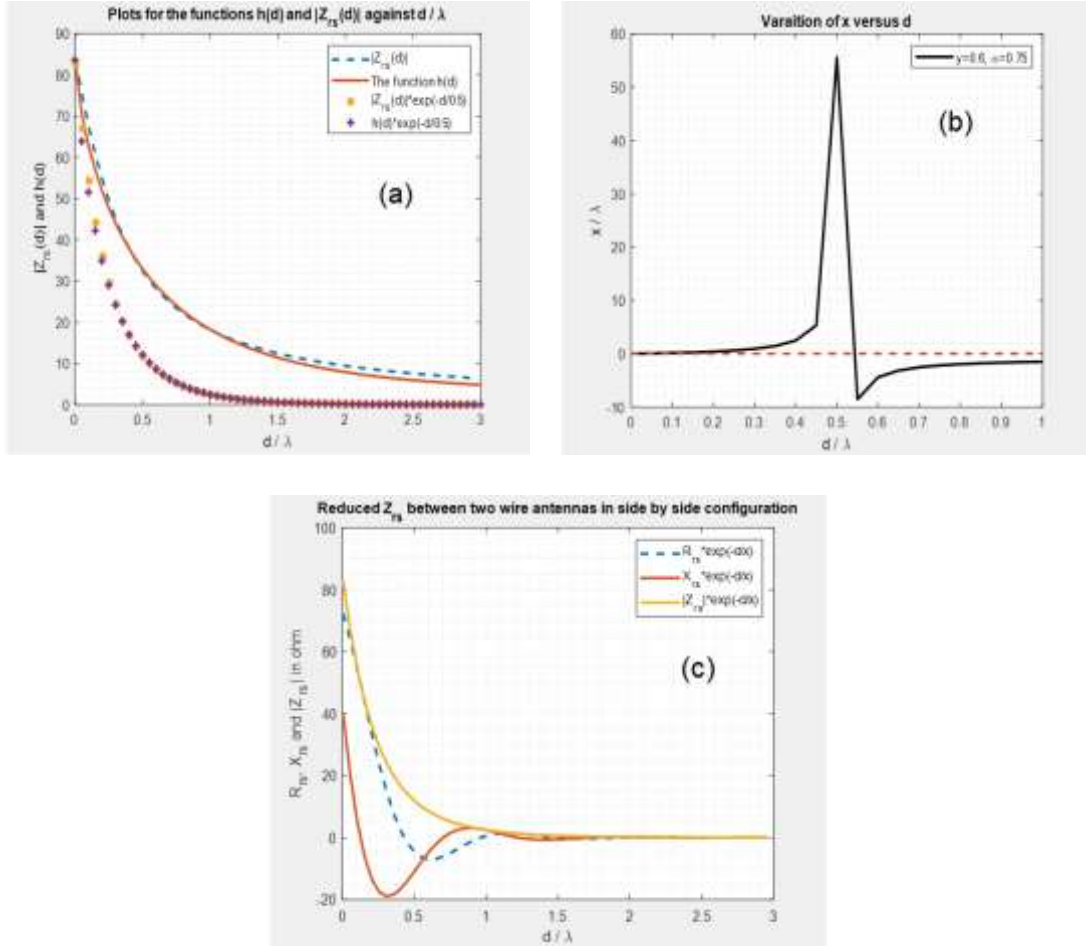 Plots for the functions h(d) and |Z_rs(d)| against d / λ
|Z_rs(d)|
The function h(d)
|Z_rs(d)|*exp(-d/0.5)
h(d)*exp(-d/0.5)
(a)
|Z_rs(d)| and h(d)
90
80
70
60
50
40
30
20
10
0
0 0.5 1 1.5 2 2.5 3
d / λ
Varaition of x versus d
y=0.6, α=0.75
(b)
x / λ
60
50
40
30
20
10
0
-10
0 0.1 0.2 0.3 0.4 0.5 0.6 0.7 0.8 0.9 1
d / λ
Reduced Z_rs between two wire antennas in side by side configuration
R_rs*exp(-d/x)
X_rs*exp(-d/x)
|Z_rs|*exp(-d/x)
(c)
R_rs, X_rs and |Z_rs| in ohm
100
80
60
40
20
0
-20
0 0.5 1 1.5 2 2.5 3
d / λ